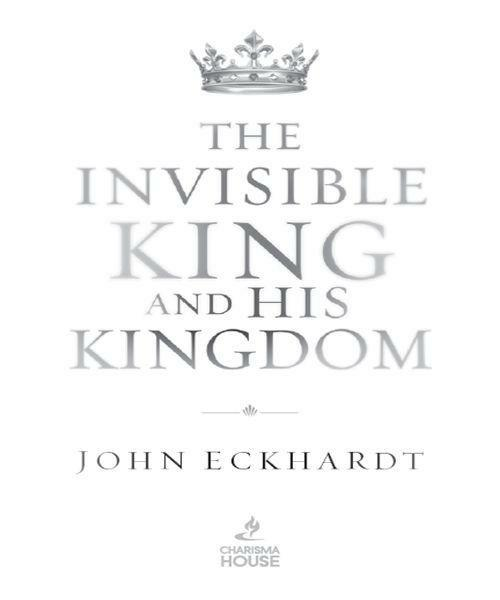 THE
INVISIBLE
KING
AND HIS
KINGDOM
JOHN ECKHARDT
CHARISMA
HOUSE